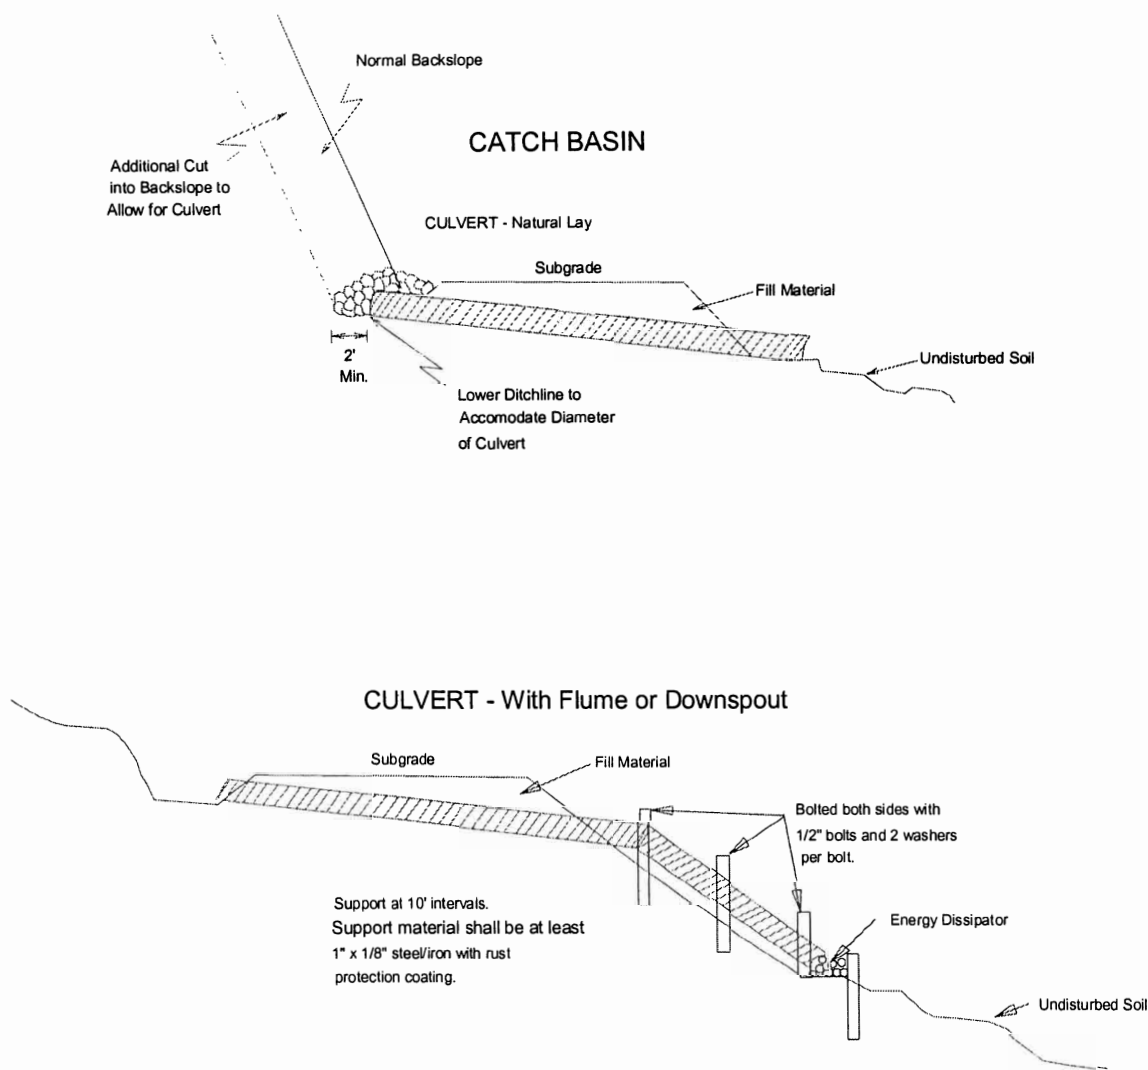 Normal Backslope
CATCH BASIN
Additional Cut
into Backslope to
Allow for Culvert
CULVERT - Natural Lay
Subgrade
Fill Material
2'
Min.
Undisturbed Soil
Lower Ditchline to
Accomodate Diameter
of Culvert
CULVERT - With Flume or Downspout
Subgrade
Fill Material
Bolted both sides with
1/2" bolts and 2 washers
per bolt.
Support at 10' intervals.
Support material shall be at least
1" x 1/8" steel/iron with rust
protection coating.
Energy Dissipator
Undisturbed Soil